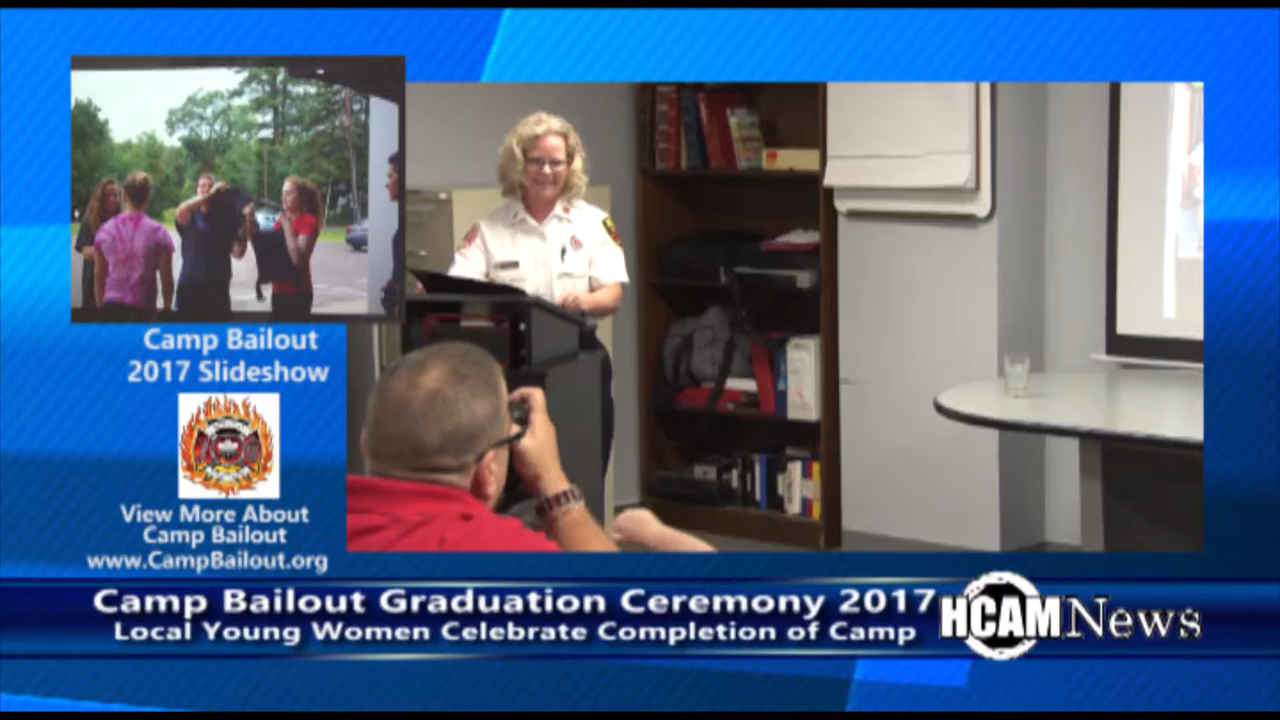 Camp Bailout
2017 Slideshow
View More About
Camp Bailout
www.CampBailout.org
Camp Bailout Graduation Ceremony 2017
Local Young Women Celebrate Completion of Camp
HCAM News